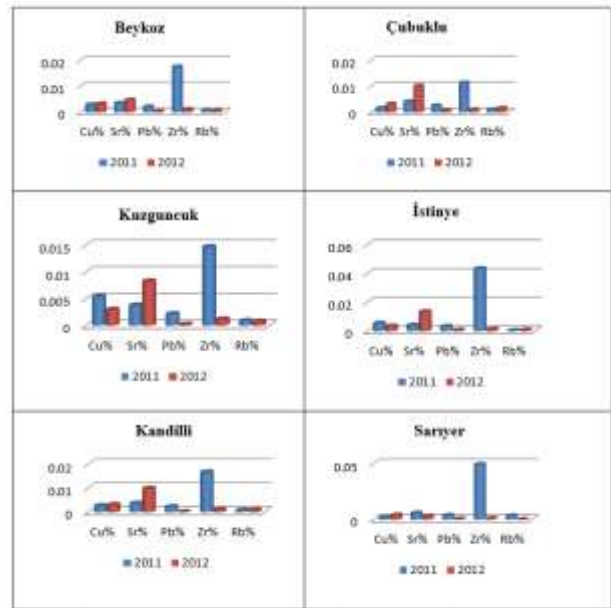 Beykoz
0.02
0.01
0
Cu% Sr% Pb% Zr% Rb%
2011 2012
Çubuklu
0.02
0.01
0
Cu% Sr% Pb% Zr% Rb%
2011 2012
Kuzguncuk
0.015
0.01
0.005
0
Cu% Sr% Pb% Zr% Rb%
2011 2012
İstinye
0.06
0.04
0.02
0
Cu% Sr% Pb% Zr% Rb%
2011 2012
Kandilli
0.02
0.01
0
Cu% Sr% Pb% Zr% Rb%
2011 2012
Sarıyer
0.05
0
Cu% Sr% Pb% Zr% Rb%
2011 2012